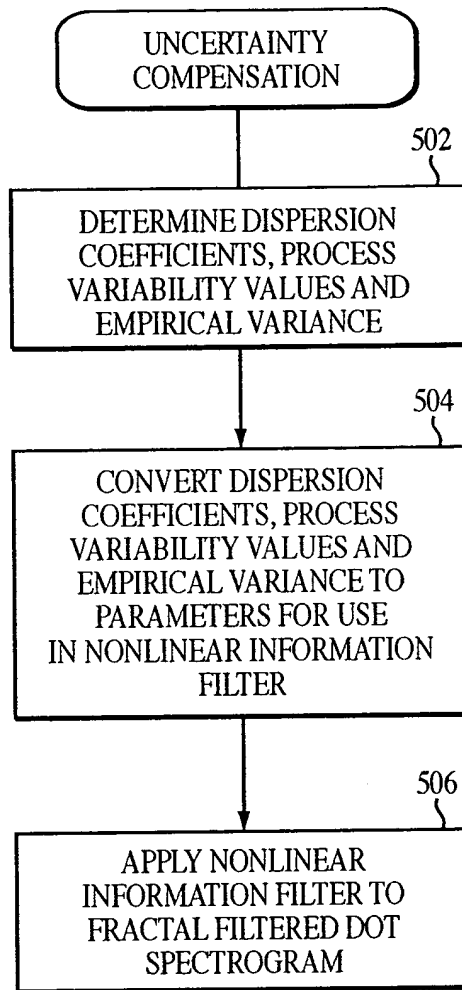 UNCERTAINTY
COMPENSATION
502
DETERMINE DISPERSION
COEFFICIENTS, PROCESS
VARIABILITY VALUES AND
EMPIRICAL VARIANCE
504
CONVERT DISPERSION
COEFFICIENTS, PROCESS
VARIABILITY VALUES AND
EMPIRICAL VARIANCE TO
PARAMETERS FOR USE
IN NONLINEAR INFORMATION
FILTER
506
APPLY NONLINEAR
INFORMATION FILTER TO
FRACTAL FILTERED DOT
SPECTROGRAM